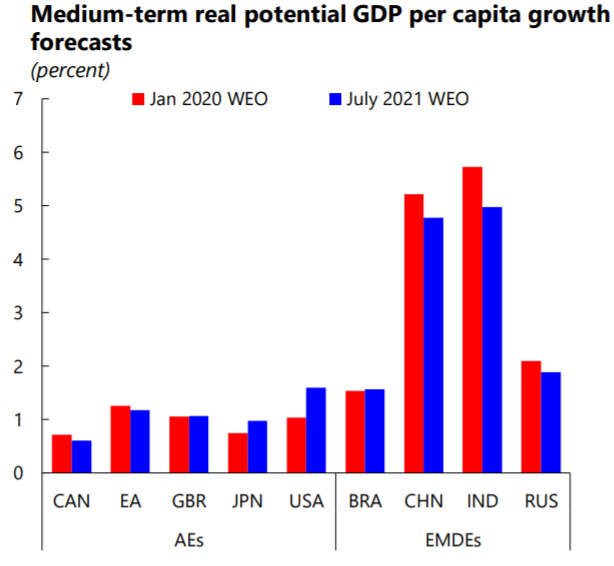 Medium-term real potential GDP per capita growth
forecasts
(percent)
Jan 2020 WEO July 2021 WEO
7
6
5
4
3
2
1
0
CAN EA GBR JPN USA BRA CHN IND RUS
AEs EMDEs